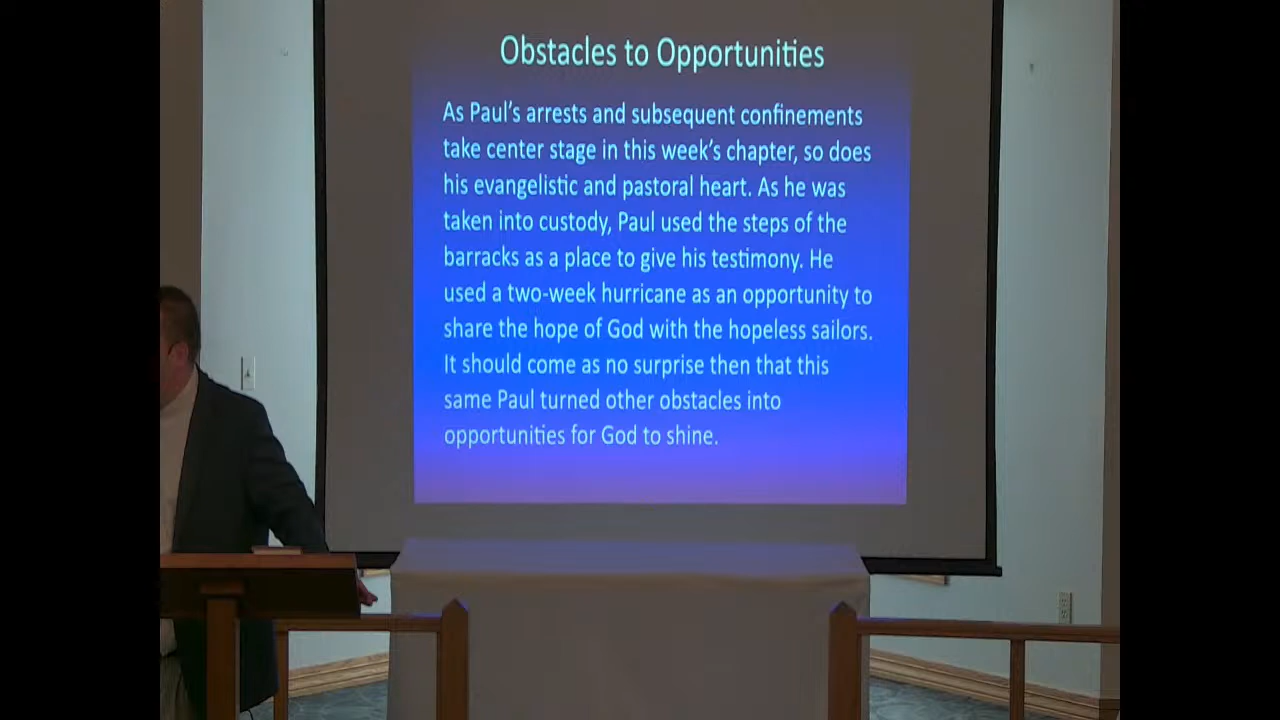 Obstacles to Opportunities
As Paul's arrests and subsequent confinements
take center stage in this week's chapter, so does
his evangelistic and pastoral heart. As he was
taken into custody, Paul used the steps of the
barracks as a place to give his testimony. He
used a two-week hurricane as an opportunity to
share the hope of God with the hopeless sailors.
It should come as no surprise then that this
same Paul turned other obstacles into
opportunities for God to shine.